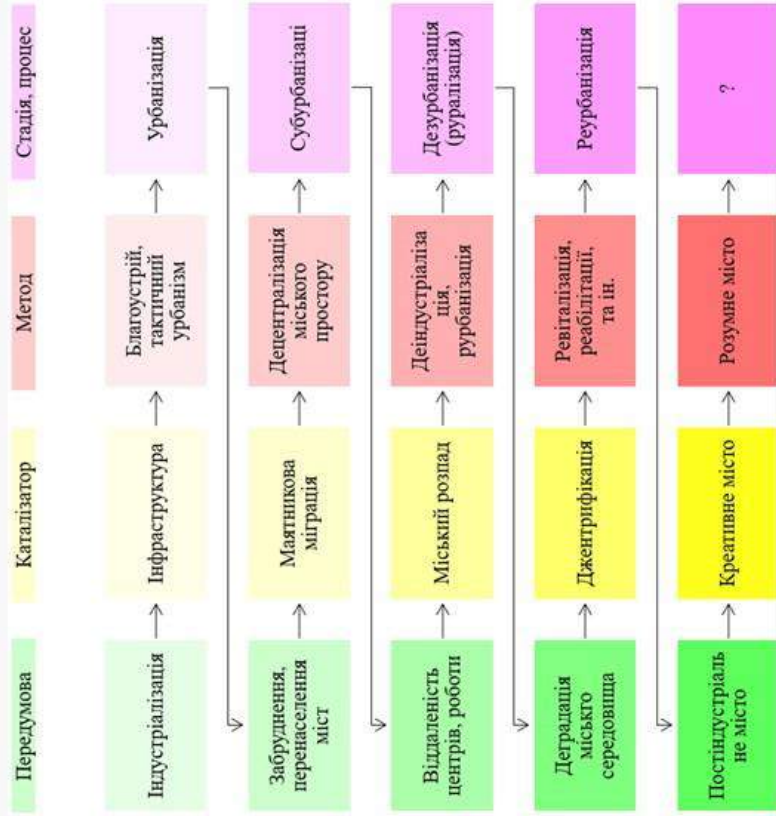 Передумова
Каталізатор
Метод
Стадія, процес
Індустріалізація
Інфраструктура
Благоустрій,
тактичний
урбанізм
Урбанізація
Забруднення,
перенаселення
міст
Маятникова
міграція
Децентралізація
міського
простору
Субурбанізаці
Віддаленість
центрів, роботи
Міський розпад
Деіндустріаліза
ція,
рурбанізація
Дезурбанізація
(руралізація)
Деградація
міськго
середовища
Джентрифікація
Ревіталізація,
реабілітації,
та ін.
Реурбанізація
Постіндустріаль
не місто
Креативне місто
Розумне місто
?